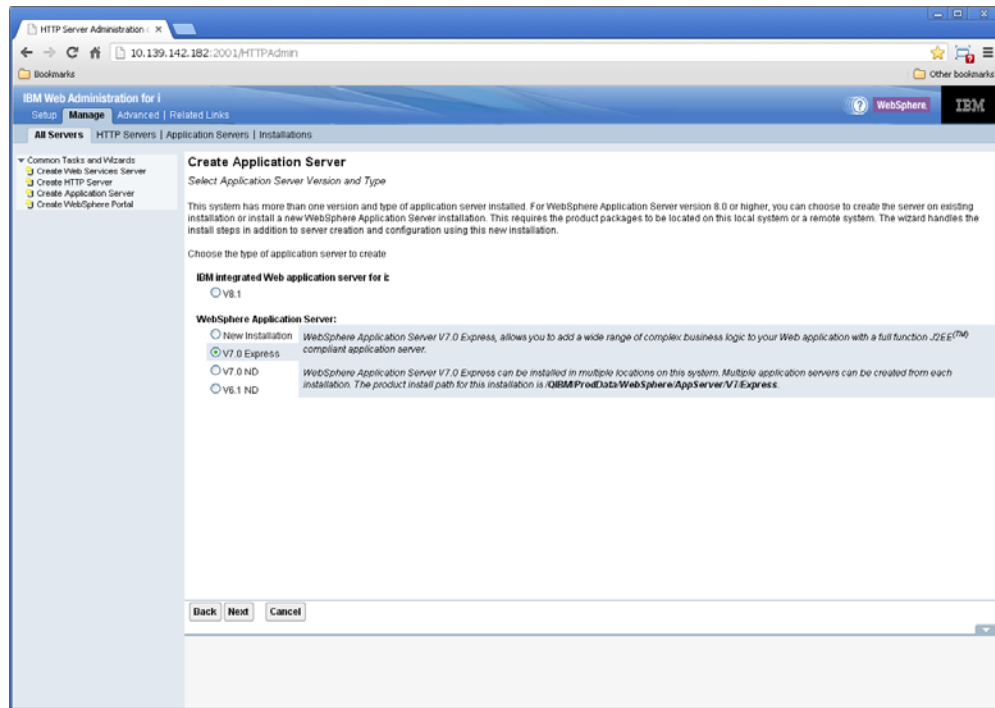 HTTP Server Administration
10.139.142.182:2001/HTTPAdmin
Bookmarks
Other bookmarks
IBM Web Administration for i
Setup Manage Advanced | Related Links
WebSphere
IBM
All Servers HTTP Servers | Application Servers | Installations
Common Tasks and Wizards
Create Web Services Server
Create HTTP Server
Create Application Server
Create WebSphere Portal
Create Application Server
Select Application Server Version and Type
This system has more than one version and type of application server installed. For WebSphere Application Server version 8.0 or higher, you can choose to create the server on existing
installation or install a new WebSphere Application Server installation. This requires the product packages to be located on this local system or a remote system. The wizard handles the
install steps in addition to server creation and configuration using this new installation.
Choose the type of application server to create
IBM integrated Web application server for i:
V8.1
WebSphere Application Server:
New Installation
V7.0 Express
V7.0 ND
V6.1 ND
WebSphere Application Server V7.0 Express, allows you to add a wide range of complex business logic to your Web application with a full function J2EE(TM)
compliant application server.
WebSphere Application Server V7.0 Express can be installed in multiple locations on this system. Multiple application servers can be created from each
installation. The product install path for this installation is /QIBM/ProdData/WebSphere/AppServer/V7/Express.
Back Next Cancel